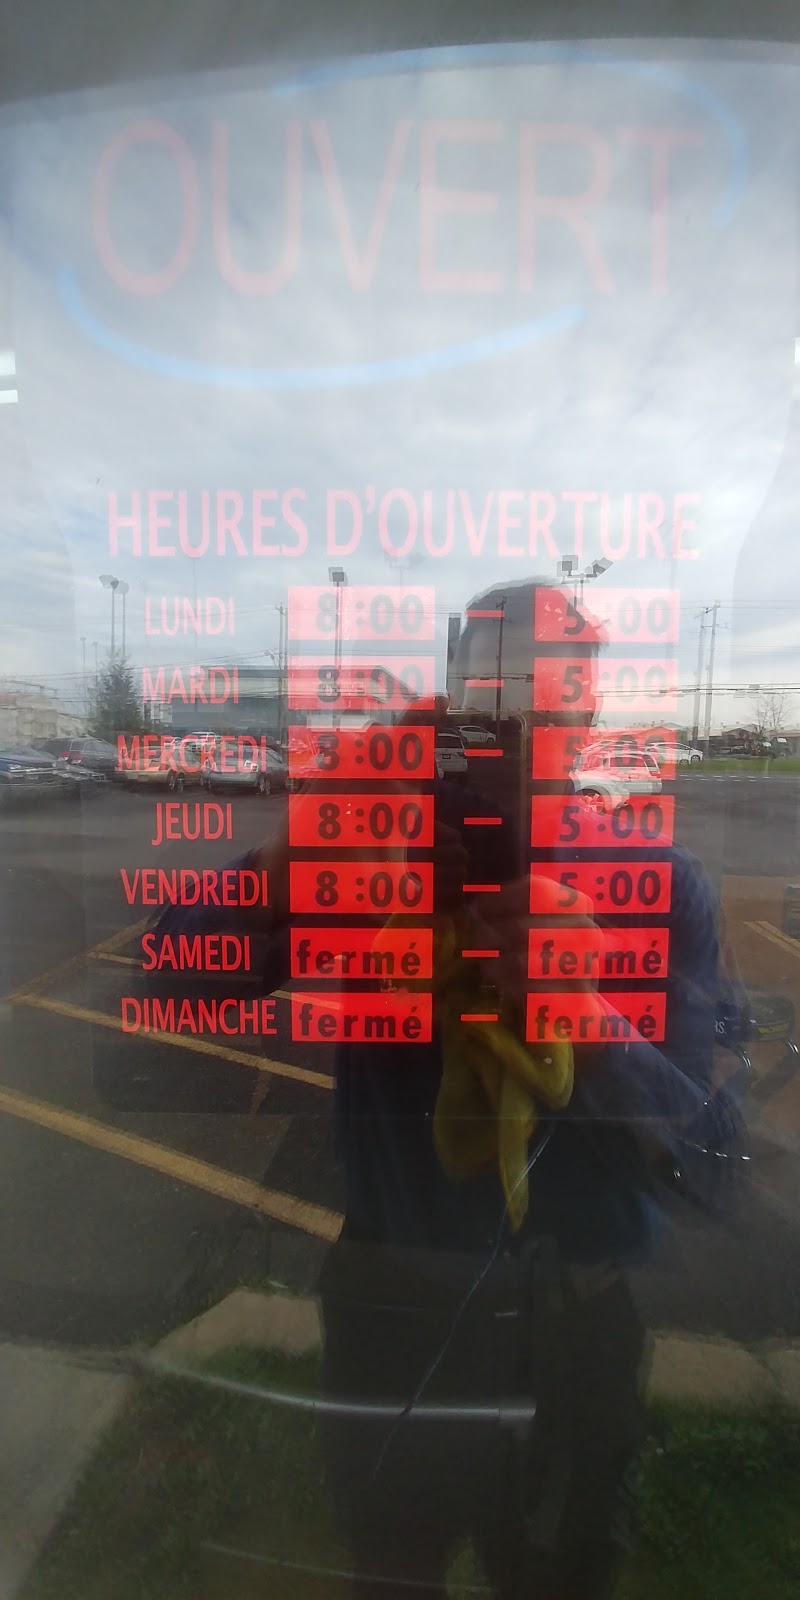 OUVERT
HEURES D'OUVERTURE
LUNDI 8:00 – 5:00
MARDI 8:00 – 5:00
MERCREDI 8:00 – 5:00
JEUDI 8:00 – 5:00
VENDREDI 8:00 – 5:00
SAMEDI fermé – fermé
DIMANCHE fermé – fermé